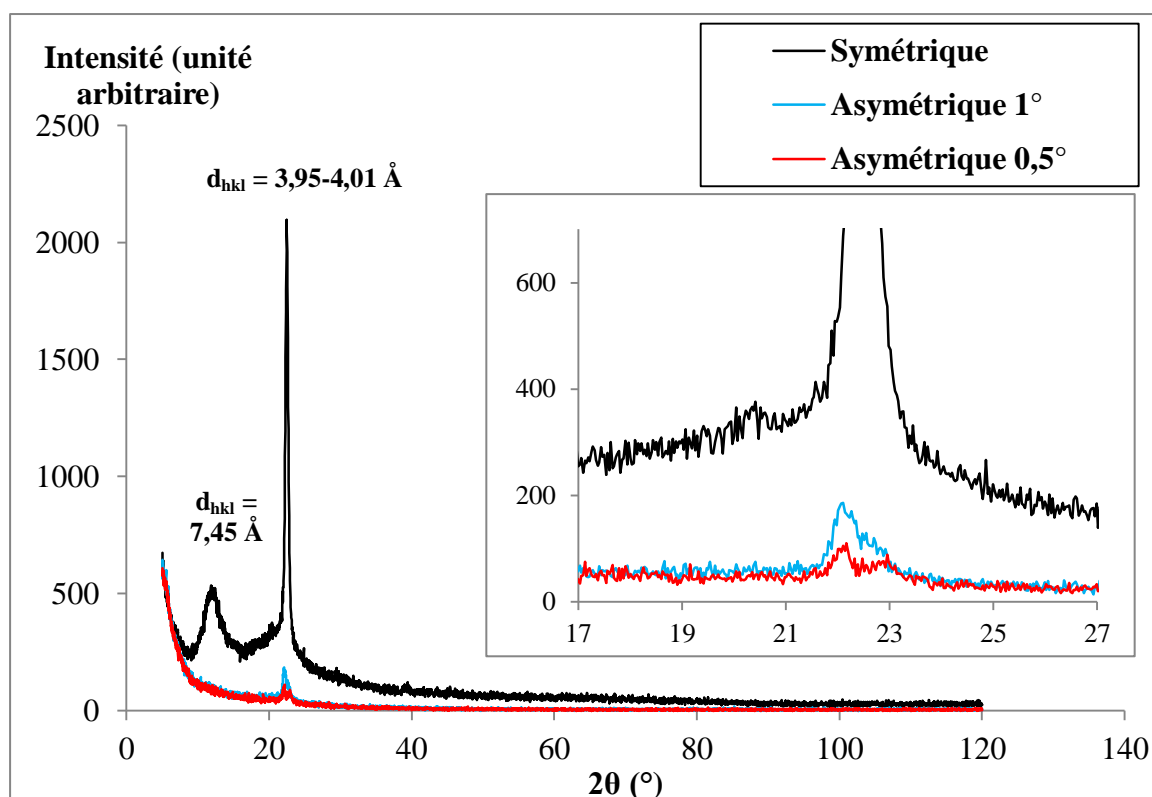 Intensité (unité
arbitraire)
Symétrique
Asymétrique 1°
Asymétrique 0,5°
2500
2000
1500
1000
500
0
d_hkl = 3,95-4,01 Å
d_hkl =
7,45 Å
600
400
200
0
17 19 21 23 25 27
0 20 40 60 80 100 120 140
2θ (°)